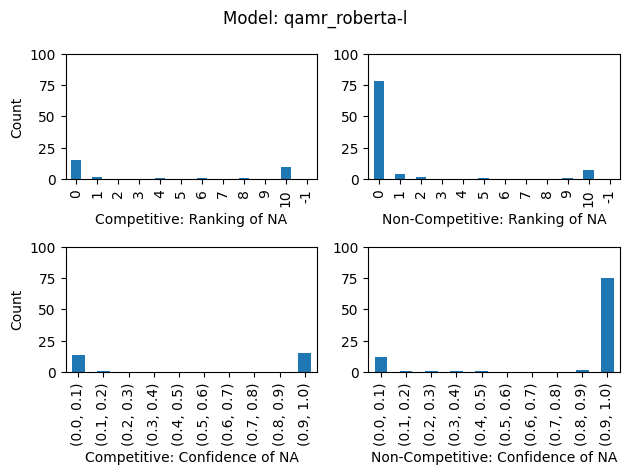 Model: qamr_roberta-l
100
75
50
25
0
Count
0 1 2 3 4 5 6 7 8 9 10 -1
Competitive: Ranking of NA
100
75
50
25
0
0 1 2 3 4 5 6 7 8 9 10 -1
Non-Competitive: Ranking of NA
100
75
50
25
0
Count
(0.0, 0.1) (0.1, 0.2) (0.2, 0.3) (0.3, 0.4) (0.4, 0.5) (0.5, 0.6) (0.6, 0.7) (0.7, 0.8) (0.8, 0.9) (0.9, 1.0)
Competitive: Confidence of NA
100
75
50
25
0
(0.0, 0.1) (0.1, 0.2) (0.2, 0.3) (0.3, 0.4) (0.4, 0.5) (0.5, 0.6) (0.6, 0.7) (0.7, 0.8) (0.8, 0.9) (0.9, 1.0)
Non-Competitive: Confidence of NA